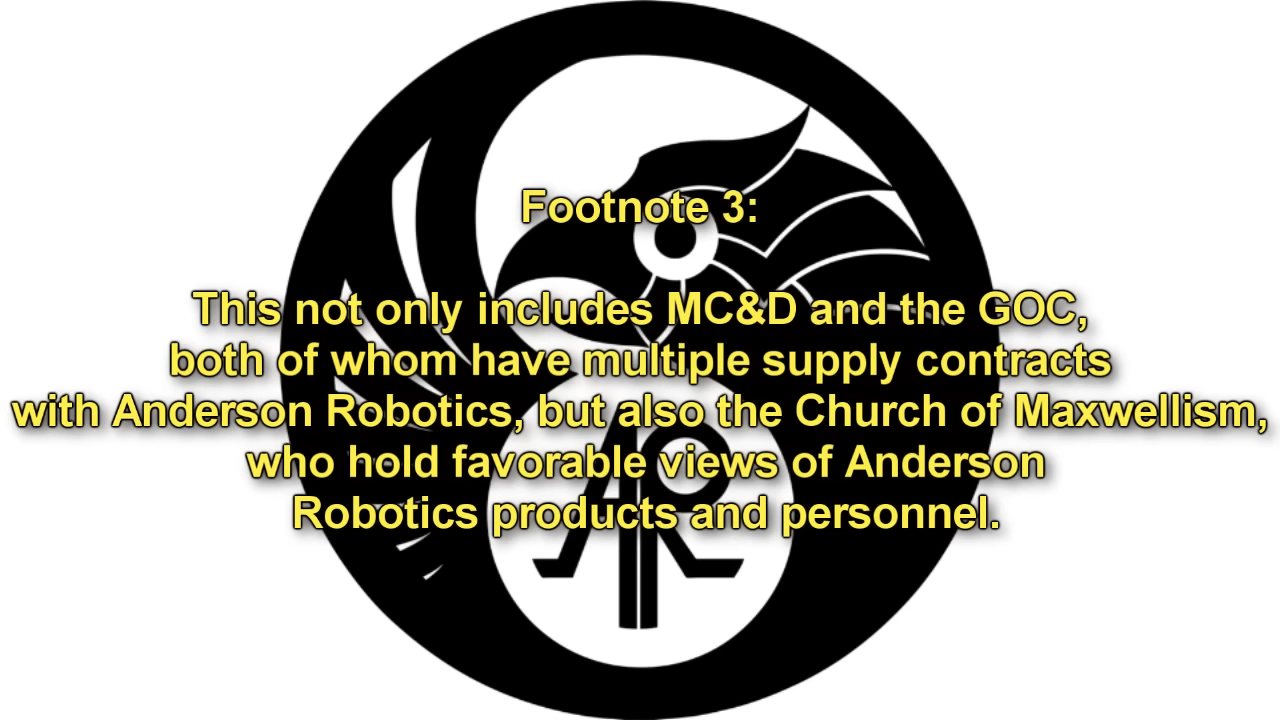 Footnote 3:
This not only includes MC&D and the GOC,
both of whom have multiple supply contracts
with Anderson Robotics, but also the Church of Maxwellism,
who hold favorable views of Anderson
Robotics products and personnel.
AR